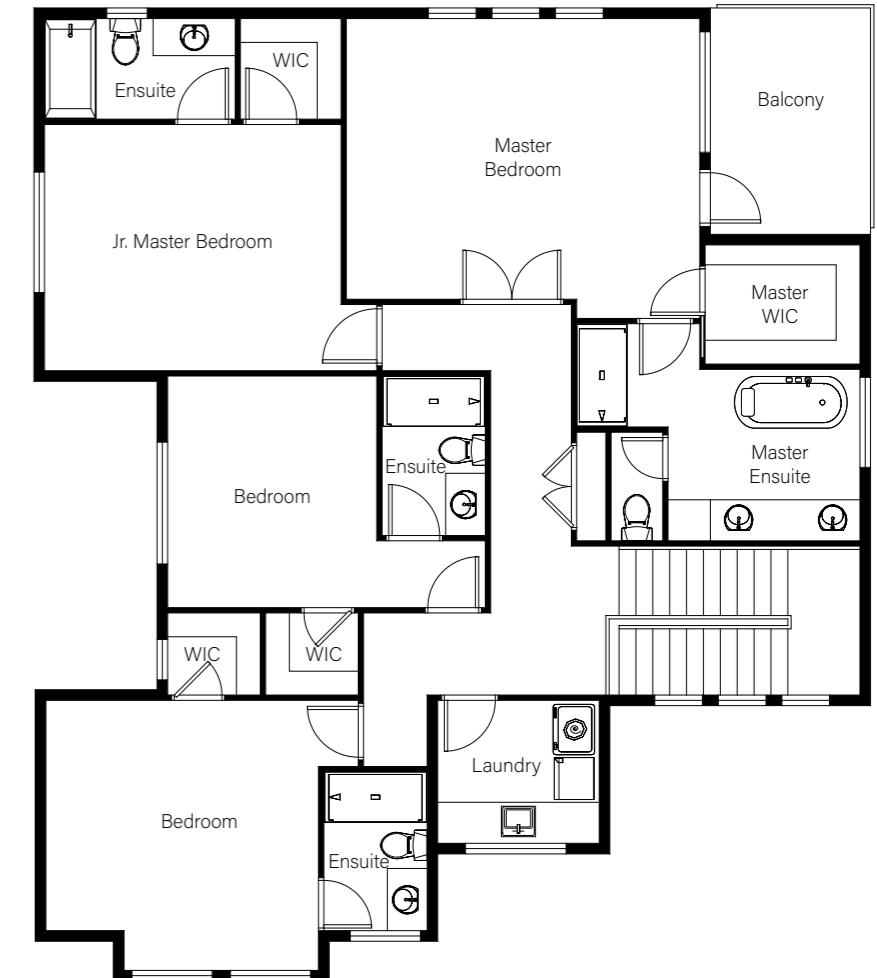 Ensuite
WIC
Balcony
Master
Bedroom
Jr. Master Bedroom
Master
WIC
Master
Ensuite
Ensuite
Bedroom
WIC
WIC
Laundry
Bedroom
Ensuite